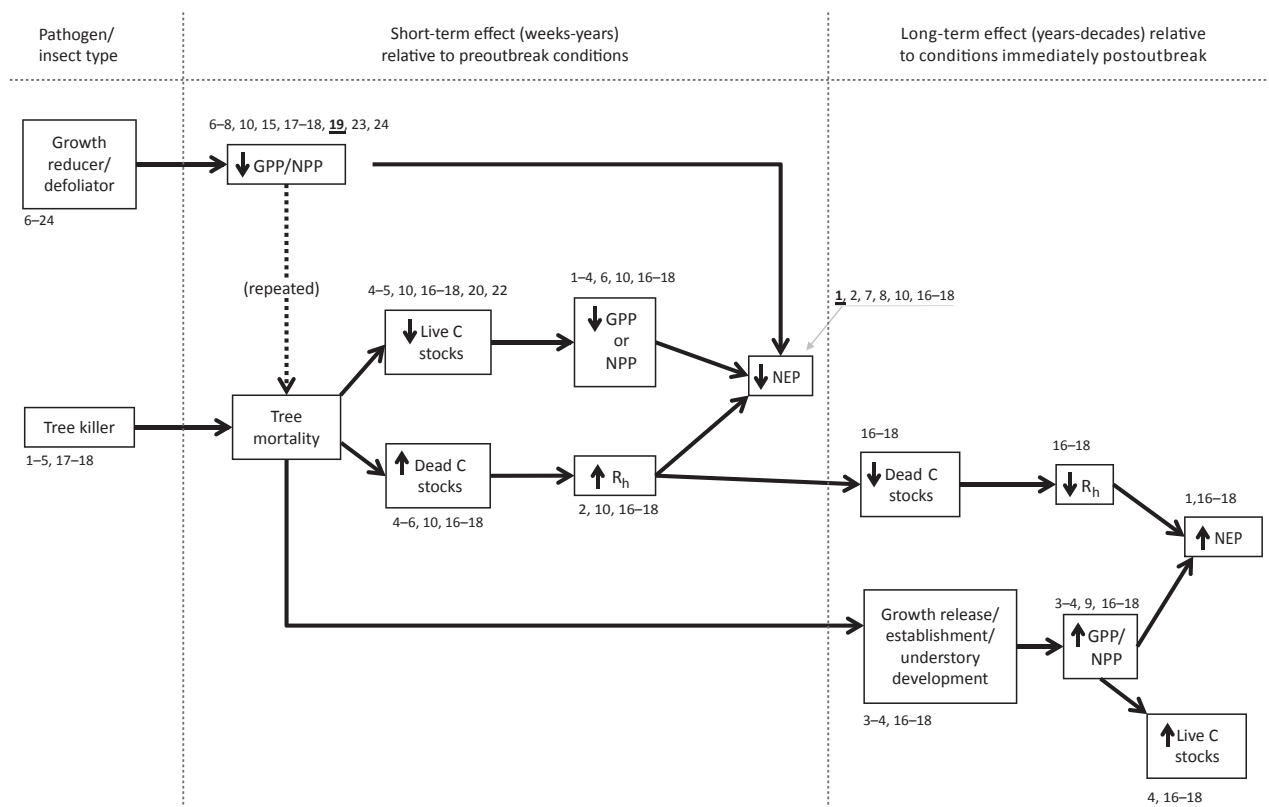 Pathogen/
insect type
Short-term effect (weeks-years)
relative to preoutbreak conditions
Long-term effect (years-decades) relative
to conditions immediately postoutbreak
6–8, 10, 15, 17–18, 19, 23, 24
Growth
reducer/
defoliator
6–24
↓ GPP/NPP
(repeated)
4–5, 10, 16–18, 20, 22
↓ Live C
stocks
1–4, 6, 10, 16–18
↓ GPP
or
NPP
1, 2, 7, 8, 10, 16–18
↓ NEP
Tree killer
1–5, 17–18
Tree
mortality
↑ Dead C
stocks
4–6, 10, 16–18
↑ Rh
2, 10, 16–18
16–18
↓ Dead C
stocks
16–18
↓ Rh
1,16–18
↑ NEP
Growth release/
establishment/
understory
development
3–4, 16–18
3–4, 9, 16–18
↑ GPP/
NPP
↑ Live C
stocks
4, 16–18